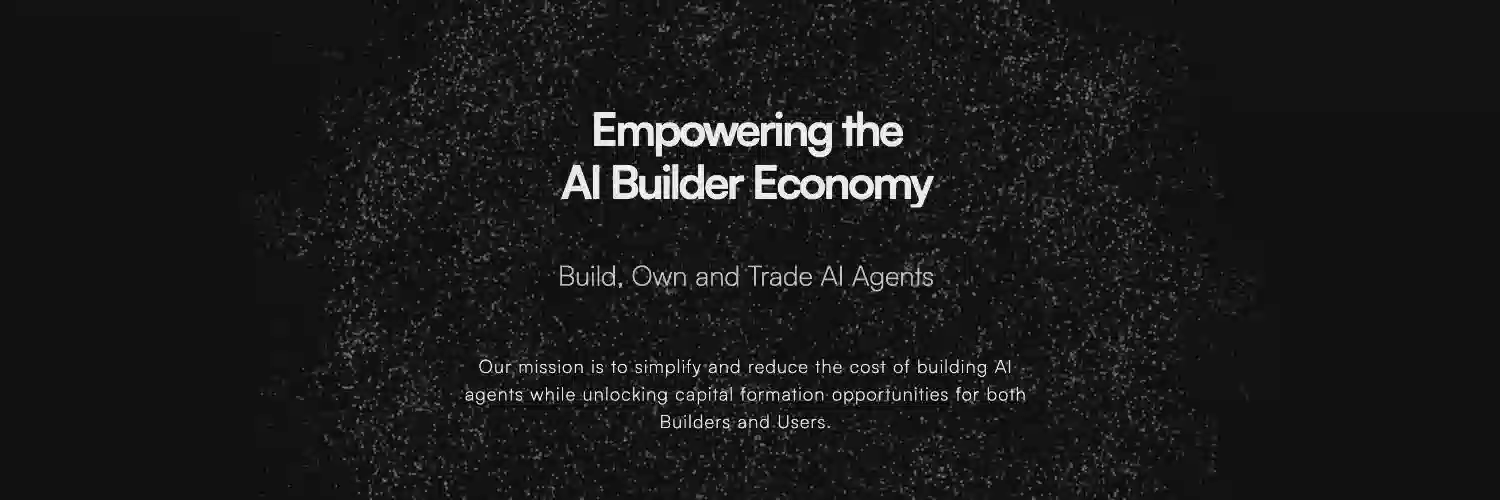 Empowering the
AI Builder Economy
Build, Own and Trade AI Agents
Our mission is to simplify and reduce the cost of building AI
agents while unlocking capital formation opportunities for both
Builders and Users.